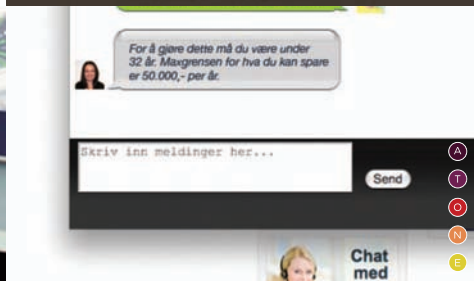 For å gjøre dette må du være under
32 år. Maxgrensen for hva du kan spare
er 50.000,- per år.
Skriv inn meldinger her...
Send
A
T
O
N
E
Chat
med